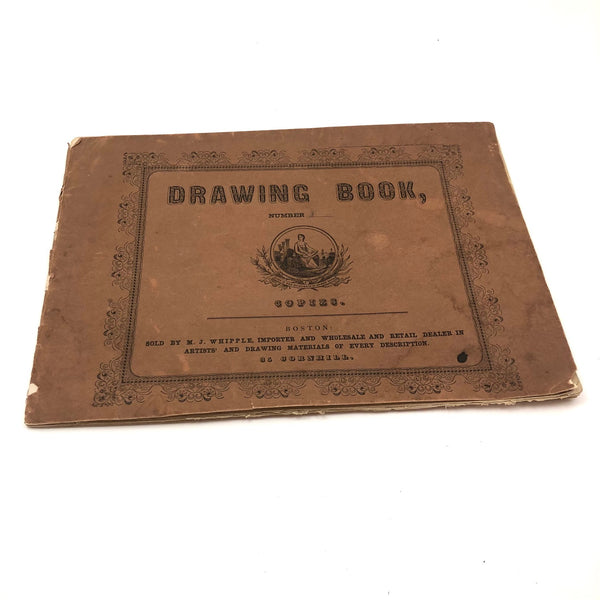 DRAWING BOOK,
NUMBER
COPIES.
BOSTON:
SOLD BY M. J. WHIPPLE, IMPORTER AND WHOLESALE AND RETAIL DEALER IN
ARTISTS' AND DRAWING MATERIALS OF EVERY DESCRIPTION.
35 CORNHILL.